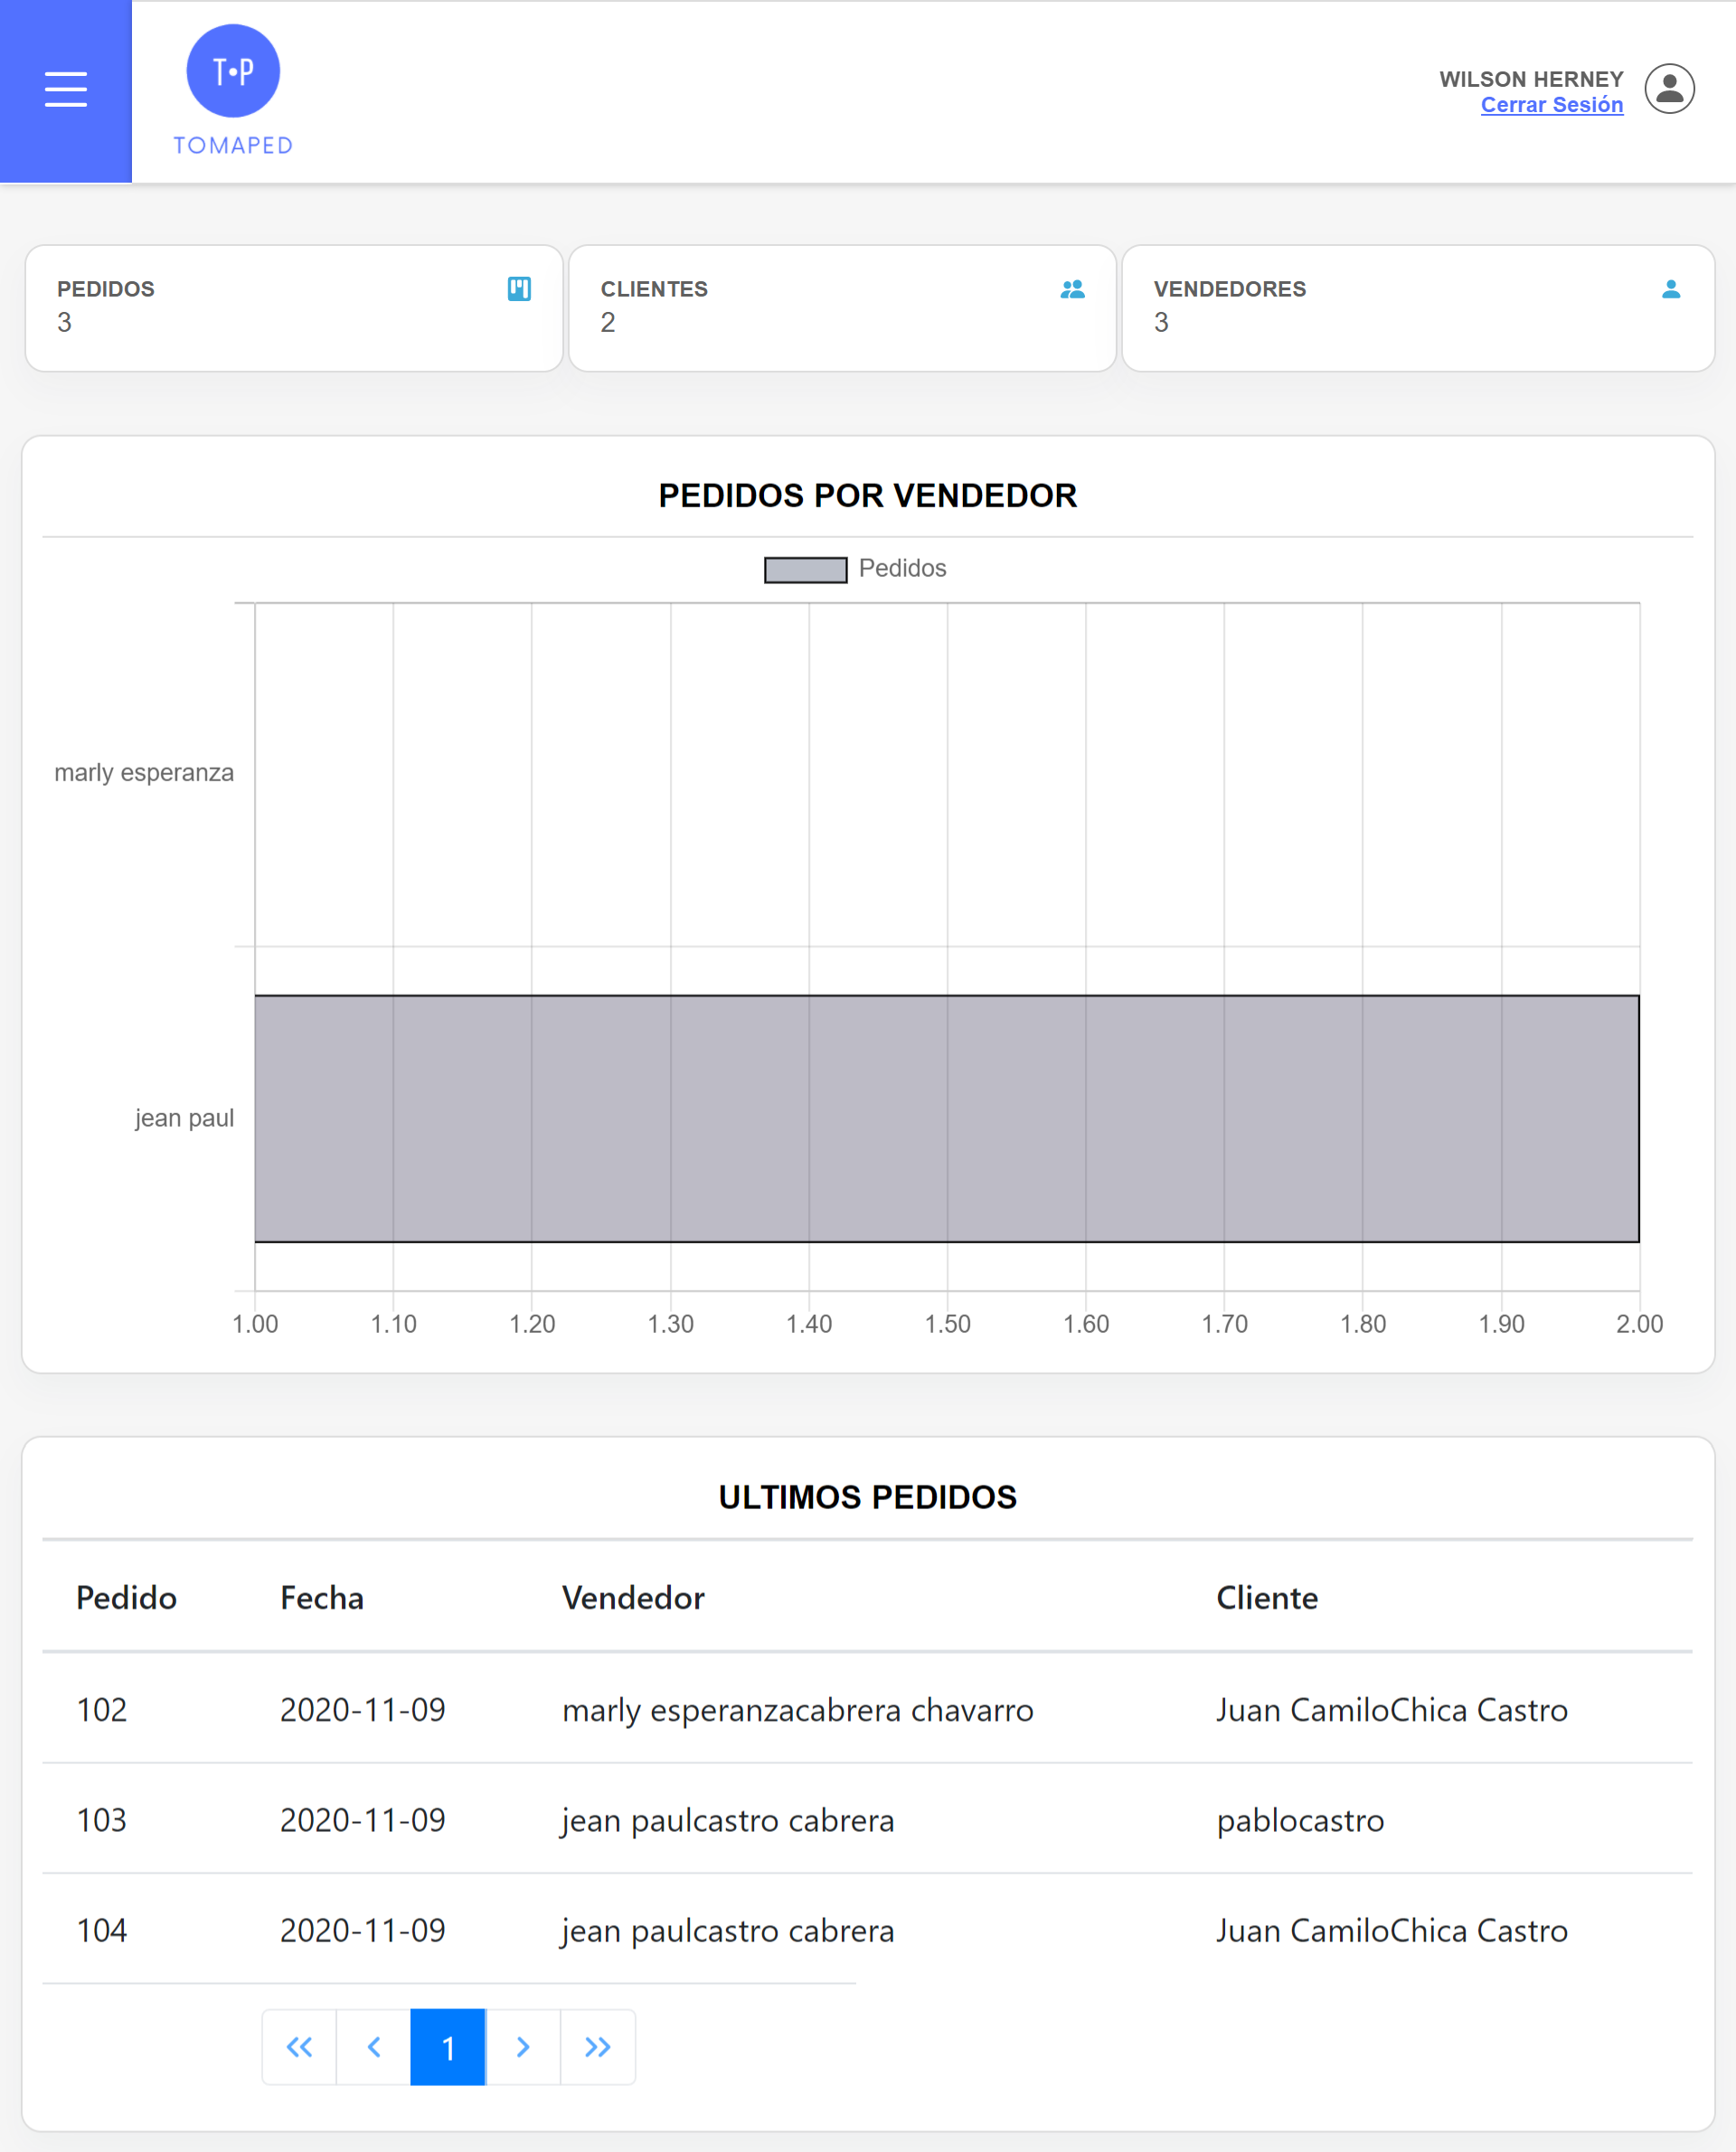 T•P
TOMAPED
WILSON HERNEY
Cerrar Sesión
PEDIDOS
3
CLIENTES
2
VENDEDORES
3
PEDIDOS POR VENDEDOR
Pedidos
marly esperanza
jean paul
1.00 1.10 1.20 1.30 1.40 1.50 1.60 1.70 1.80 1.90 2.00
ULTIMOS PEDIDOS
Pedido Fecha Vendedor Cliente
102 2020-11-09 marly esperanzacabrera chavarro Juan CamiloChica Castro
103 2020-11-09 jean paulcastro cabrera pablocastro
104 2020-11-09 jean paulcastro cabrera Juan CamiloChica Castro
1